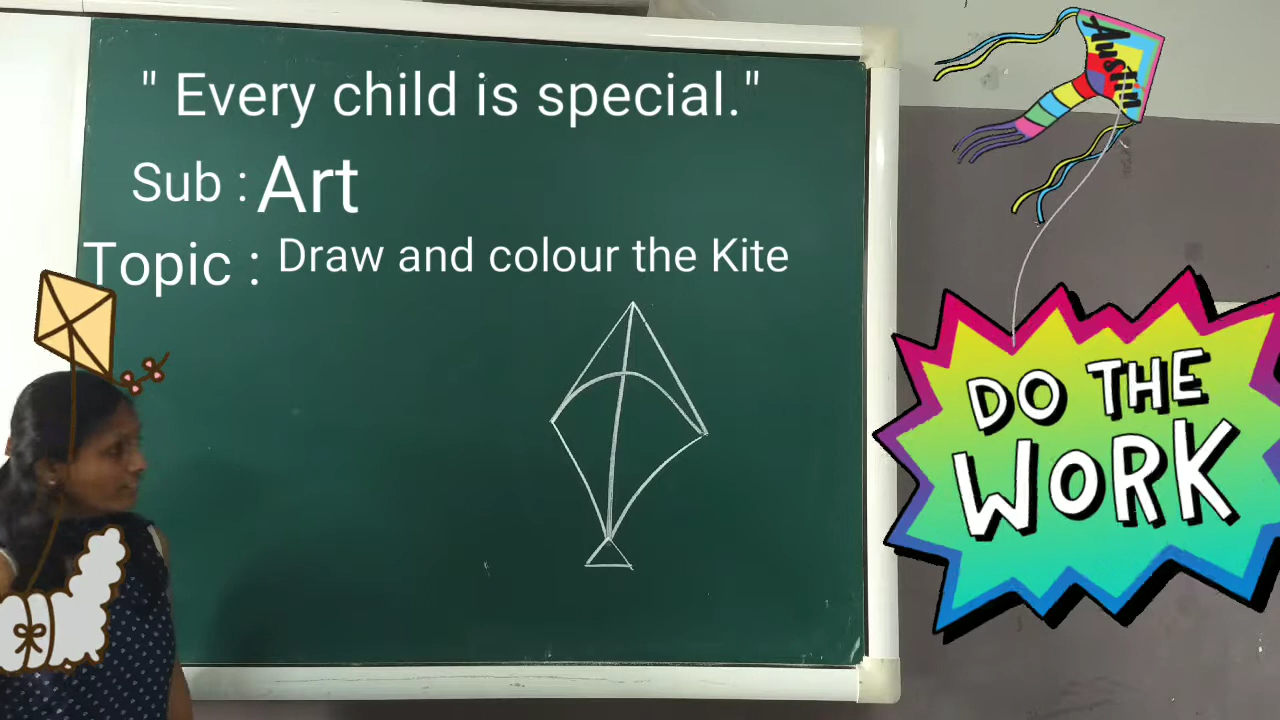 " Every child is special."
Sub : Art
Topic : Draw and colour the Kite
Austin
DO THE
WORK